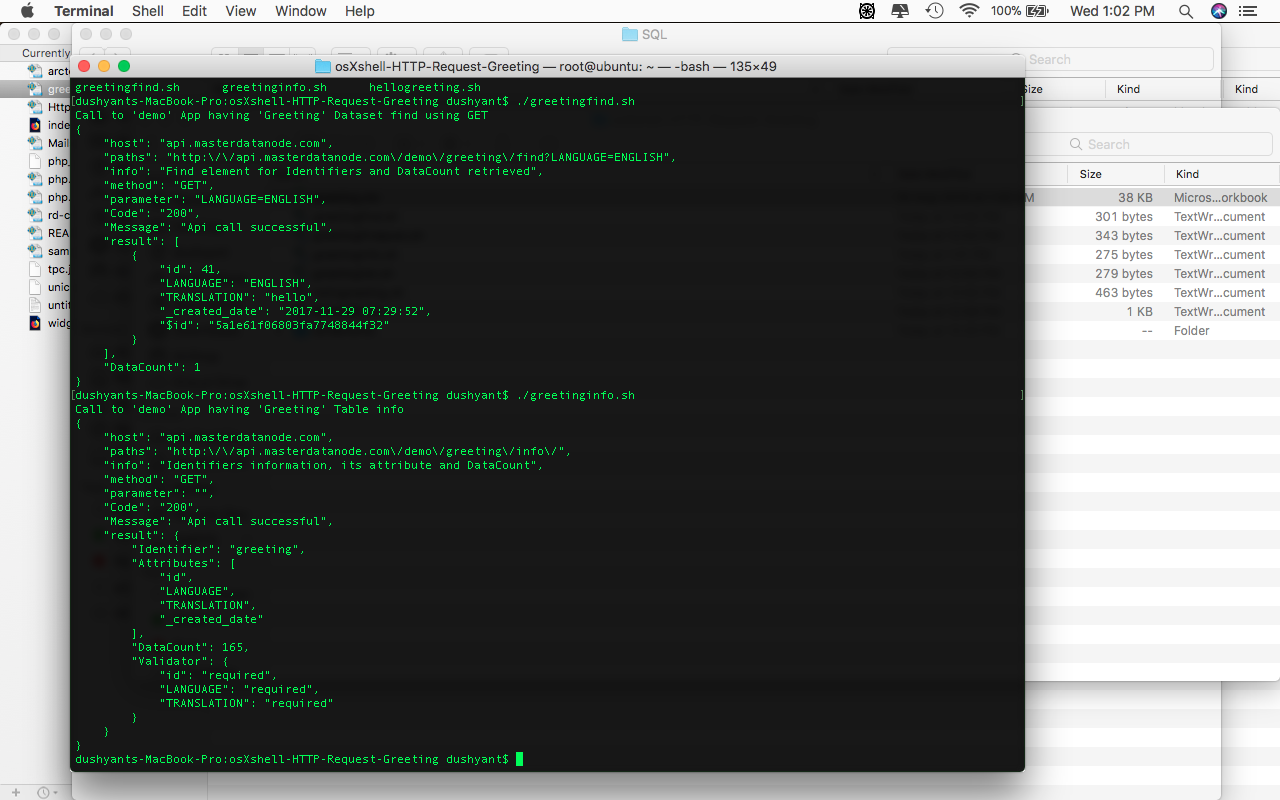 Terminal Shell Edit View Window Help 100% Wed 1:02 PM
SQL
Currently
Search
osXshell-HTTP-Request-Greeting — root@ubuntu: ~ — -bash — 135×49
arcto
gree
Http
inde
Mail
php_
php.
php.
rd-c
REA
sam
tpc.j
unic
untit
widg
Size Kind Kind
Search
Size Kind
38 KB Micros...orkbook
301 bytes TextWr...cument
343 bytes TextWr...cument
275 bytes TextWr...cument
279 bytes TextWr...cument
463 bytes TextWr...cument
1 KB TextWr...cument
-- Folder
greetingfind.sh greetinginfo.sh hellogreeting.sh
[dushyants-MacBook-Pro:osXshell-HTTP-Request-Greeting dushyant$ ./greetingfind.sh ]
Call to 'demo' App having 'Greeting' Dataset find using GET
{
"host": "api.masterdatanode.com",
"paths": "http:\/\/api.masterdatanode.com\/demo\/greeting\/find?LANGUAGE=ENGLISH",
"info": "Find element for Identifiers and DataCount retrieved",
"method": "GET",
"parameter": "LANGUAGE=ENGLISH",
"Code": "200",
"Message": "Api call successful",
"result": [
{
"id": 41,
"LANGUAGE": "ENGLISH",
"TRANSLATION": "hello",
"_created_date": "2017-11-29 07:29:52",
"$id": "5a1e61f06803fa7748844f32"
}
],
"DataCount": 1
}
[dushyants-MacBook-Pro:osXshell-HTTP-Request-Greeting dushyant$ ./greetinginfo.sh ]
Call to 'demo' App having 'Greeting' Table info
{
"host": "api.masterdatanode.com",
"paths": "http:\/\/api.masterdatanode.com\/demo\/greeting\/info\/",
"info": "Identifiers information, its attribute and DataCount",
"method": "GET",
"parameter": "",
"Code": "200",
"Message": "Api call successful",
"result": {
"Identifier": "greeting",
"Attributes": [
"id",
"LANGUAGE",
"TRANSLATION",
"_created_date"
],
"DataCount": 165,
"Validator": {
"id": "required",
"LANGUAGE": "required",
"TRANSLATION": "required"
}
}
}
dushyants-MacBook-Pro:osXshell-HTTP-Request-Greeting dushyant$